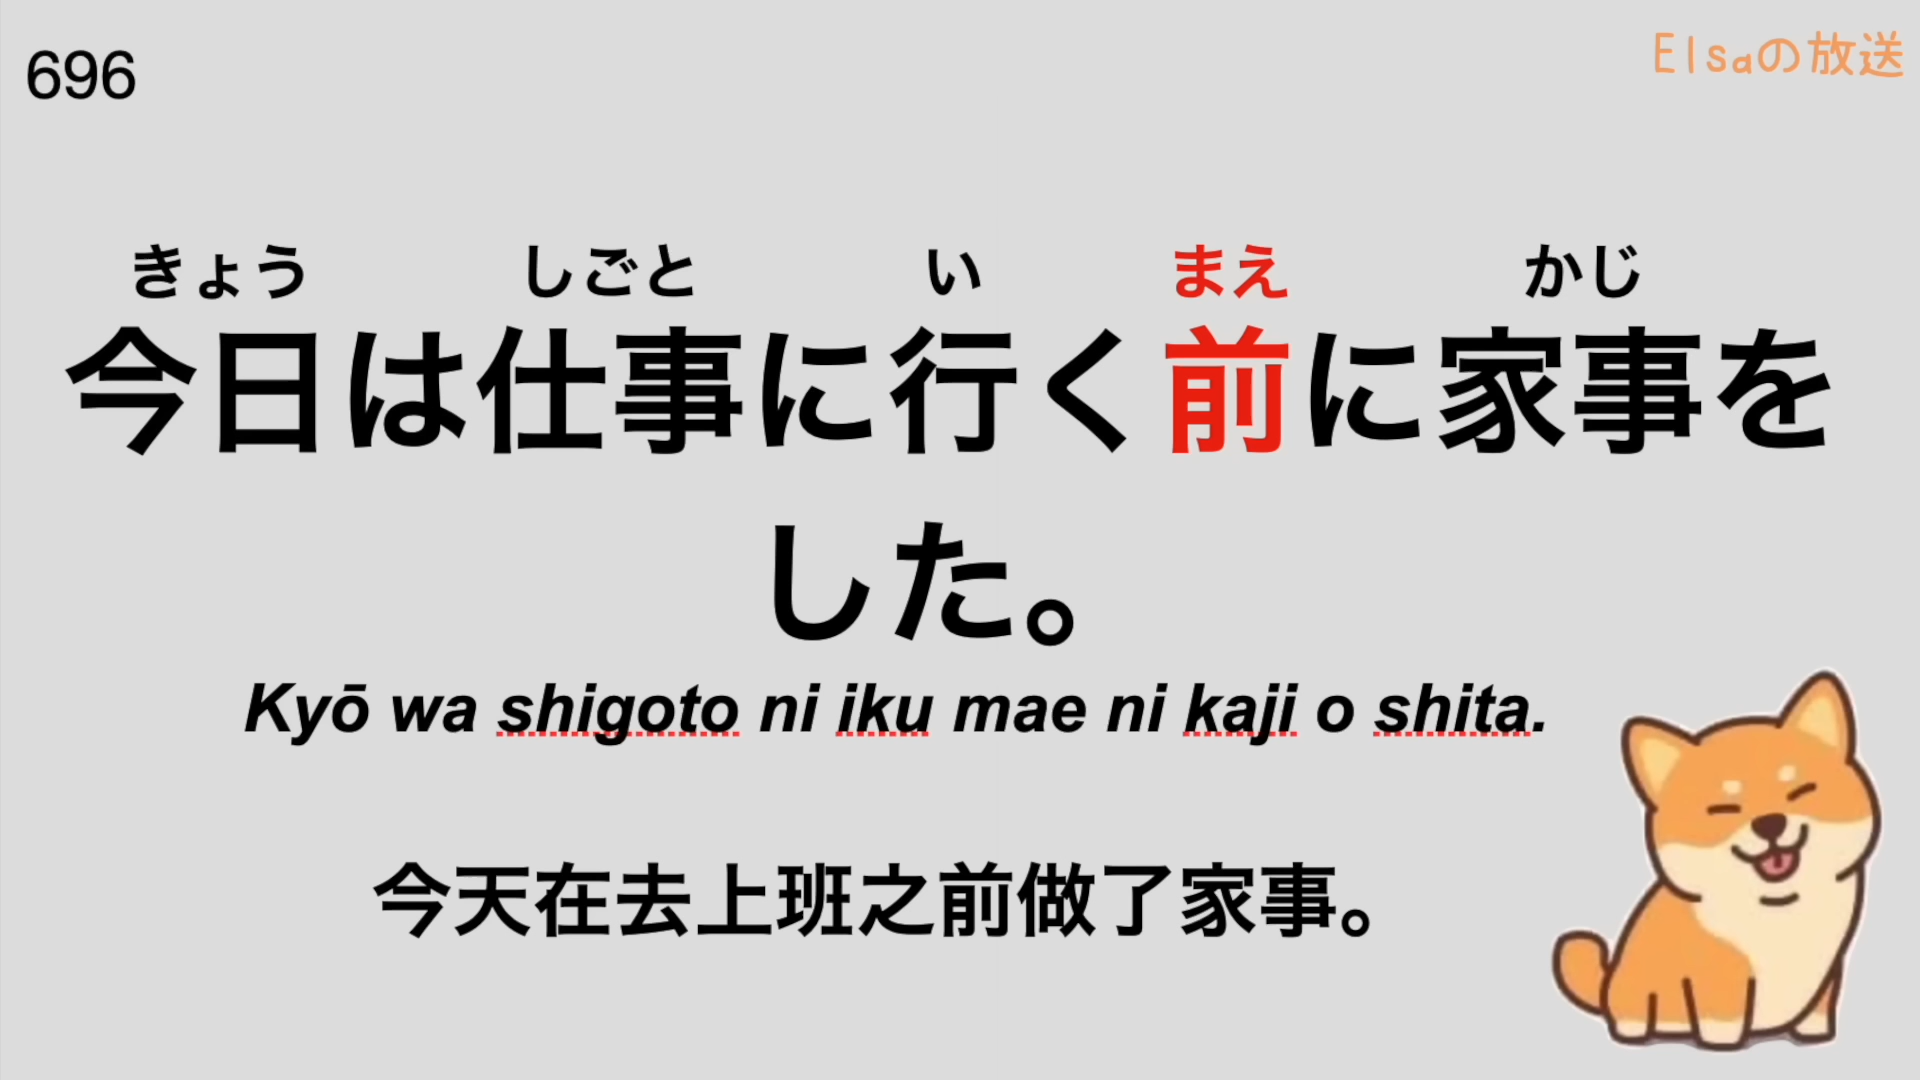 696
Elsaの放送
きょう しごと い まえ かじ
今日は仕事に行く前に家事を
した。
Kyō wa shigoto ni iku mae ni kaji o shita.
今天在去上班之前做了家事。